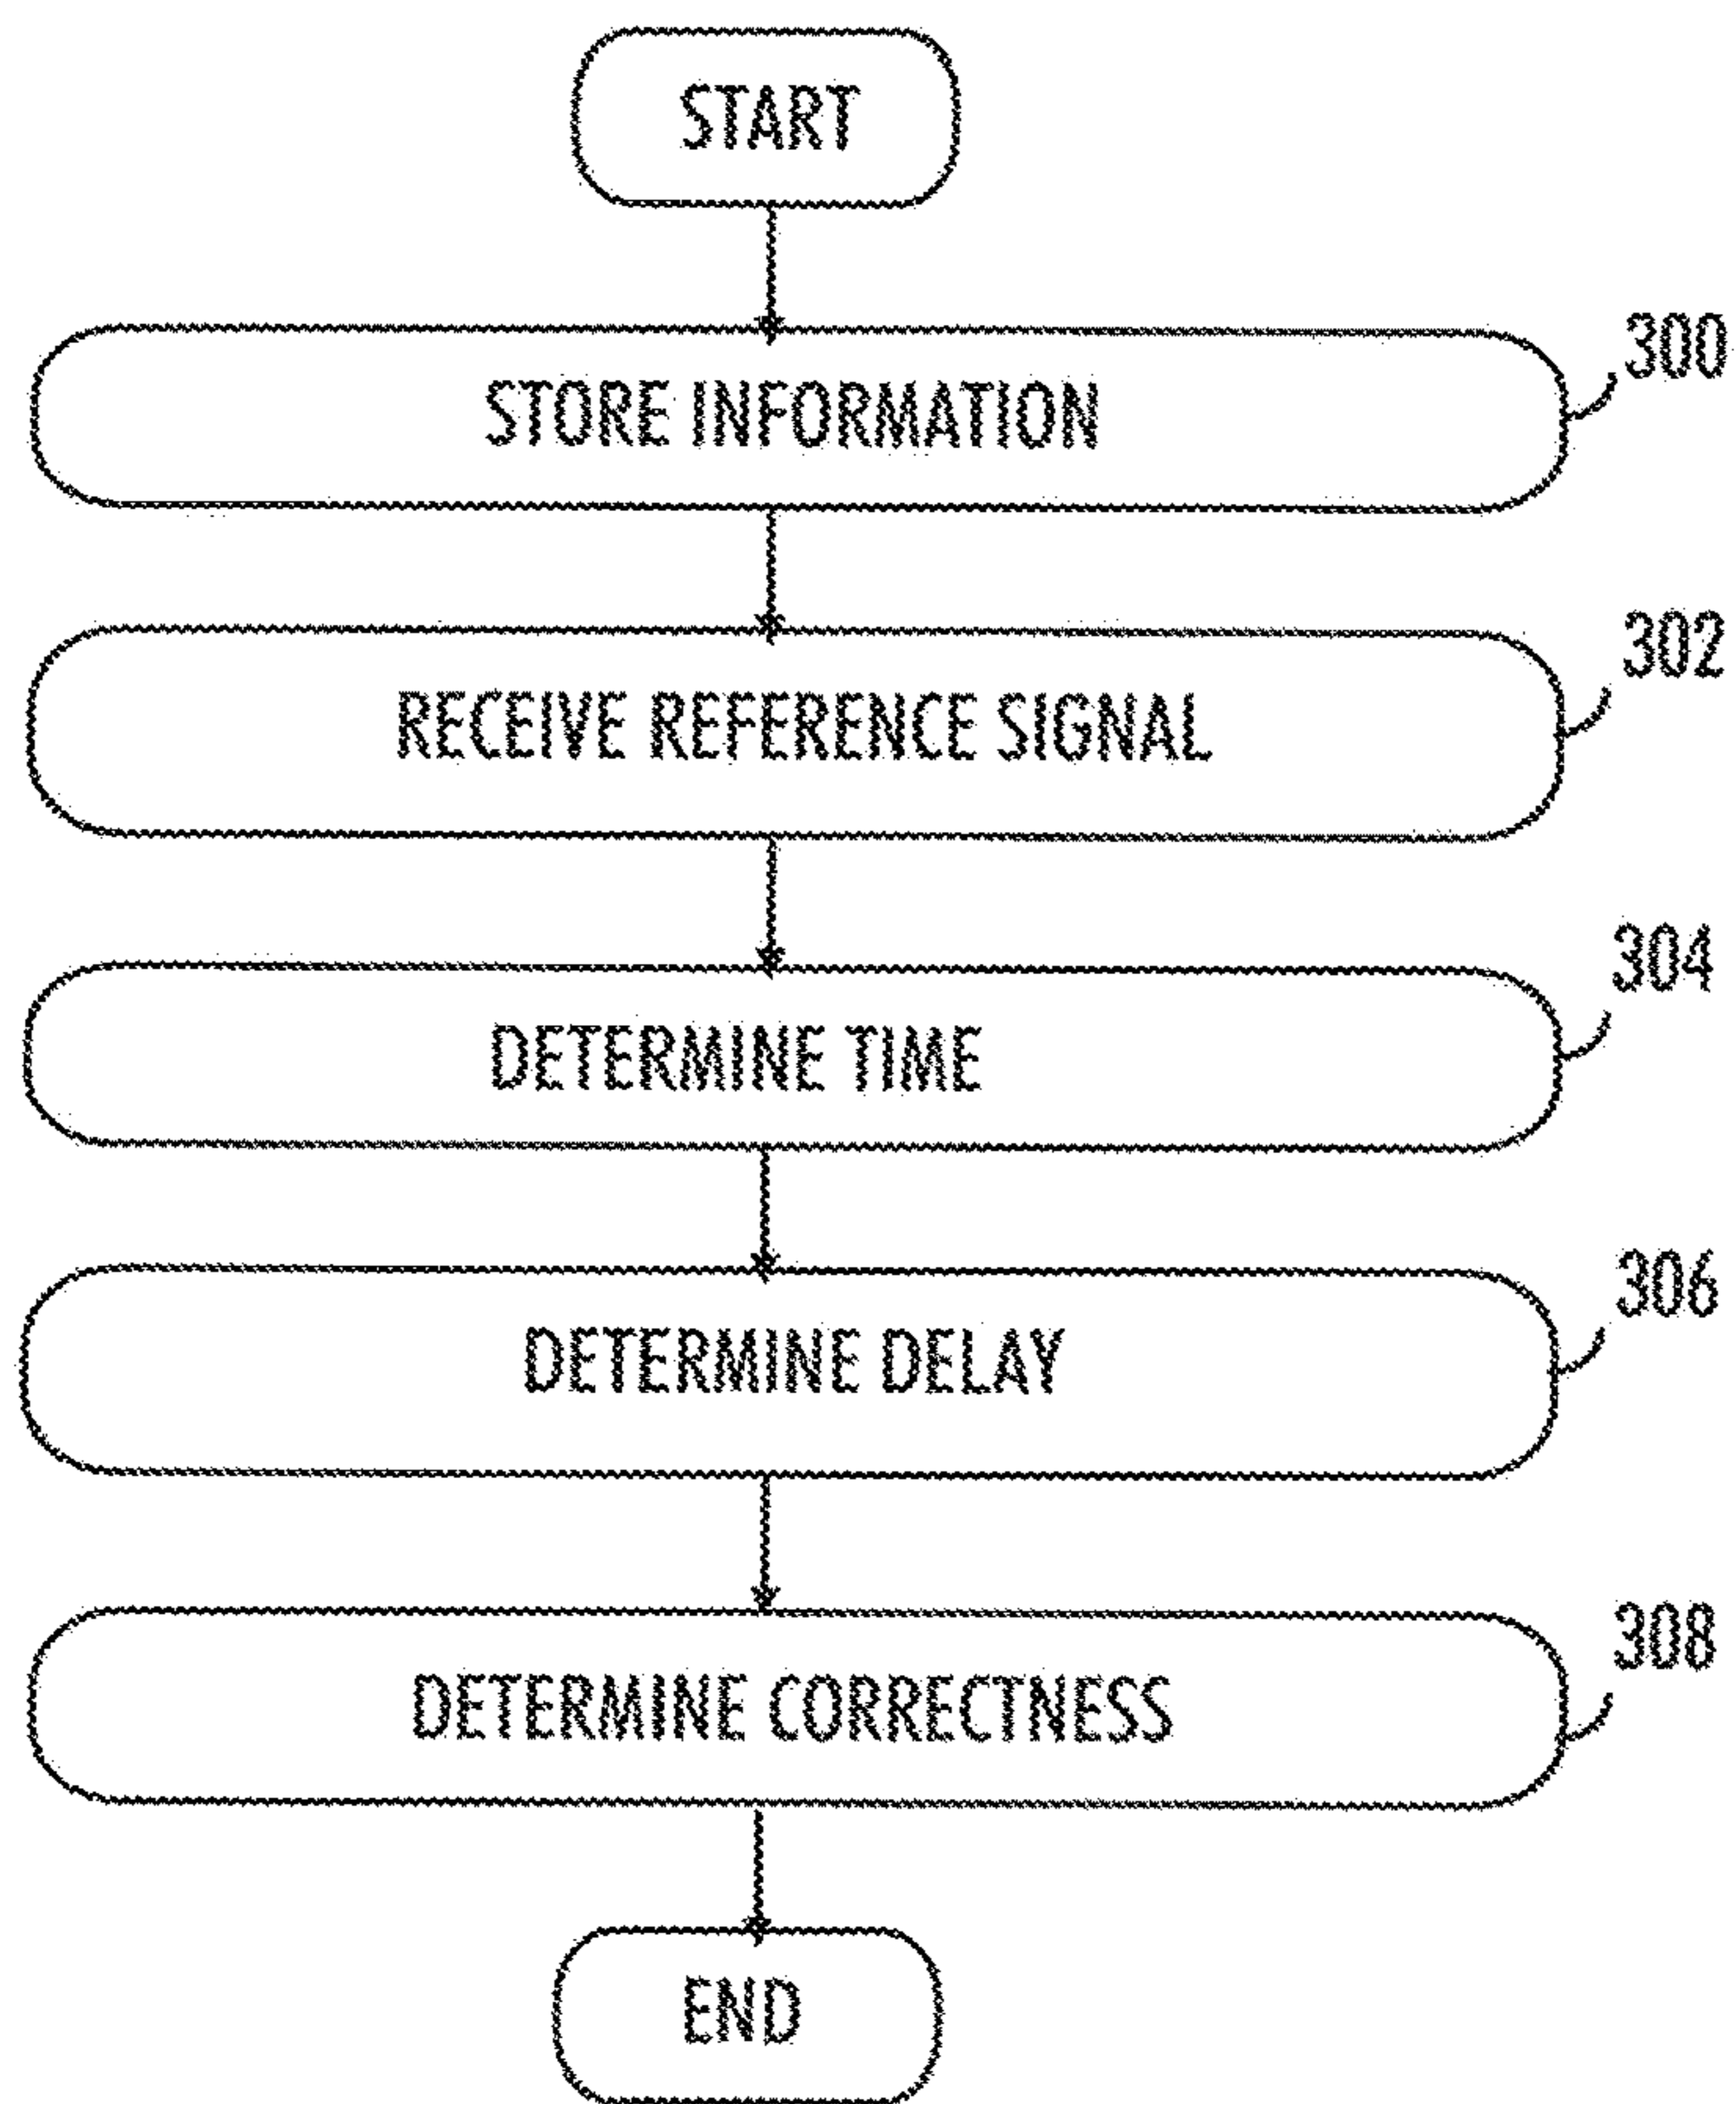 START
STORE INFORMATION
300
RECEIVE REFERENCE SIGNAL
302
DETERMINE TIME
304
DETERMINE DELAY
306
DETERMINE CORRECTNESS
308
END